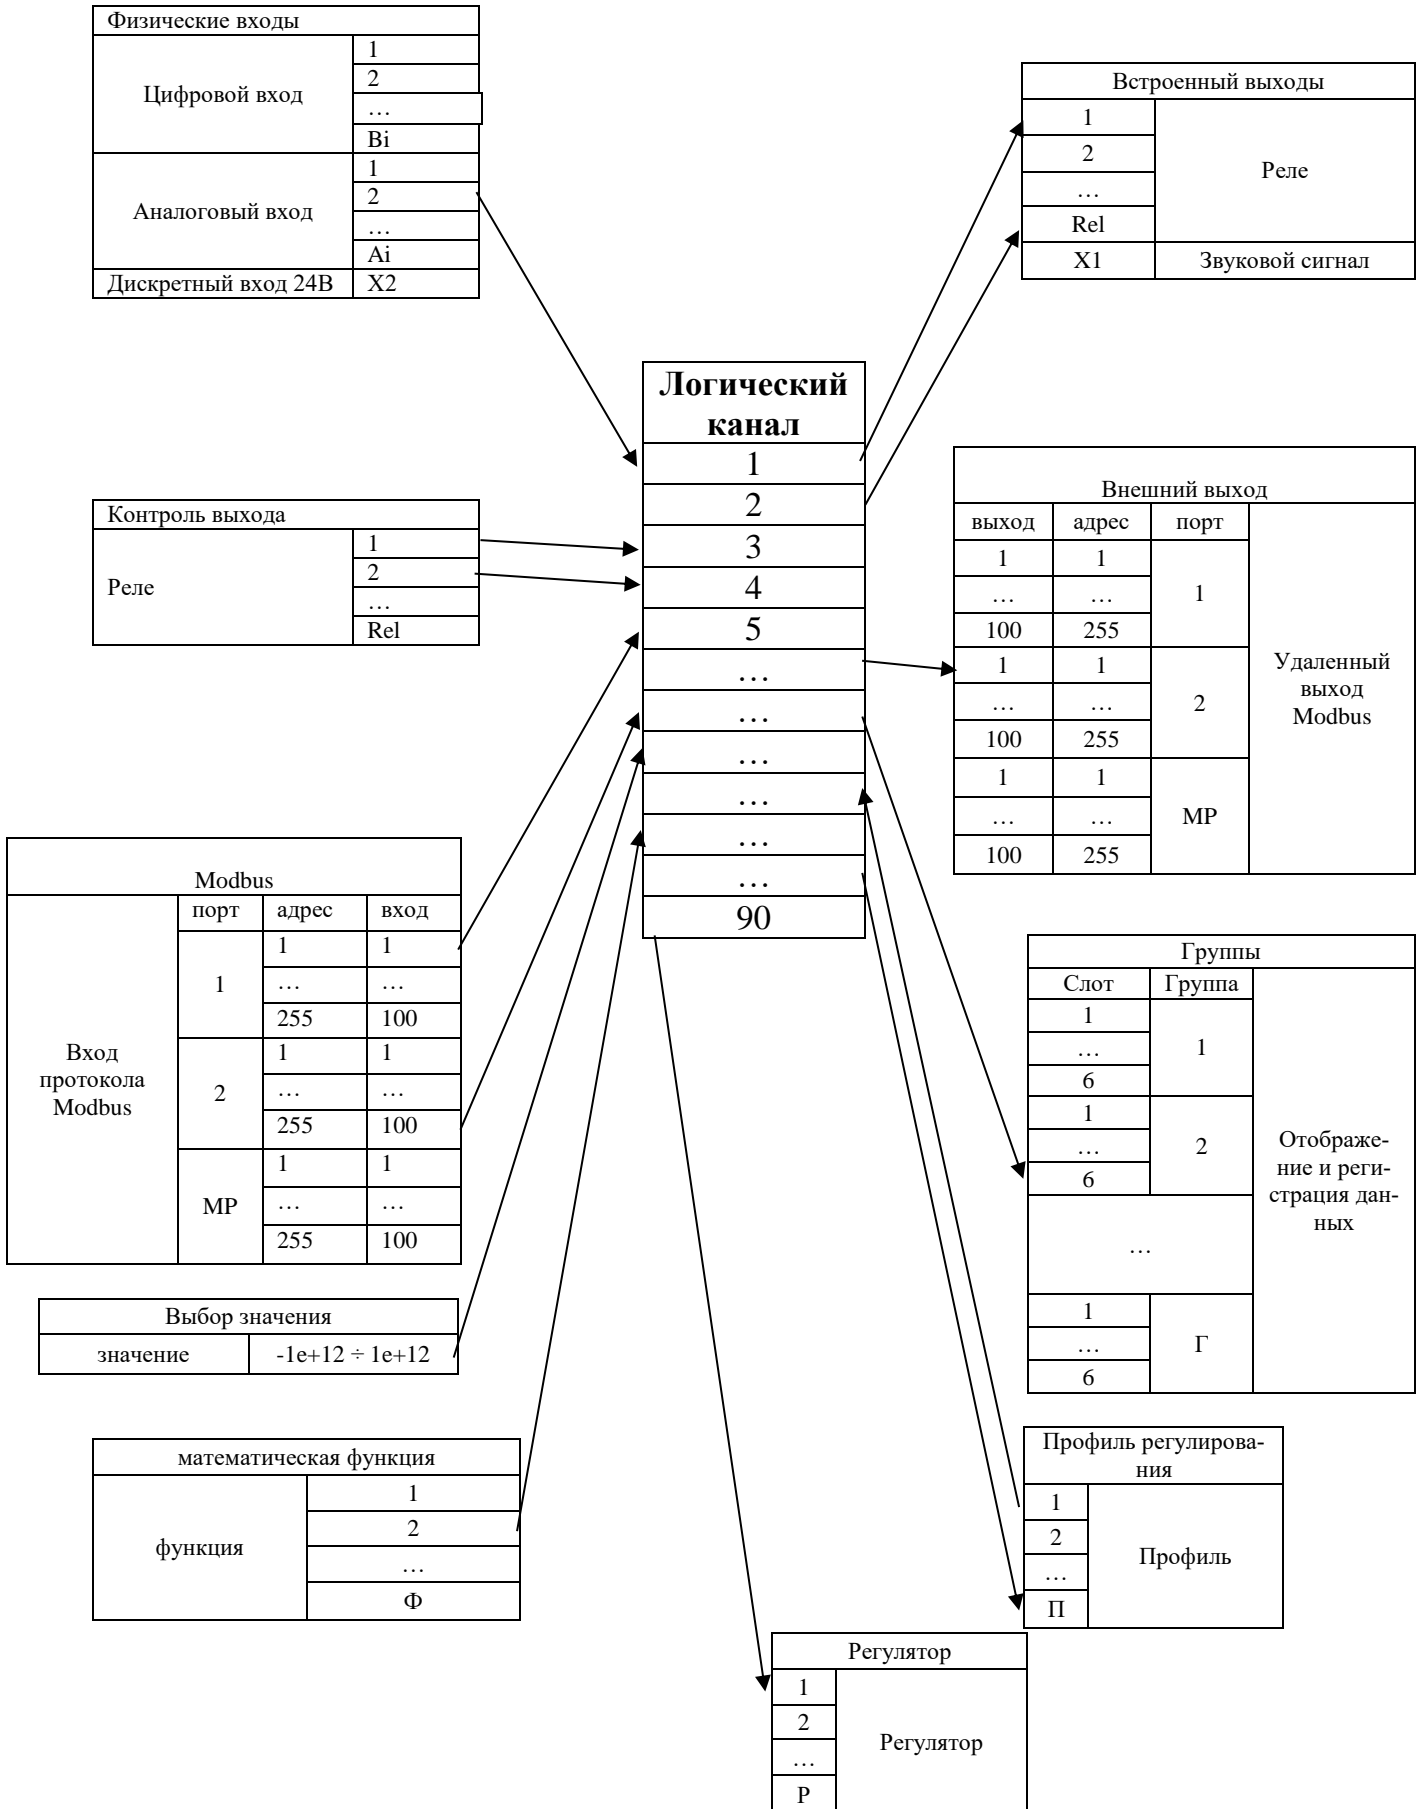 Физические входы
Цифровой вход
1
2
…
Bi
Аналоговый вход
1
2
…
Ai
Дискретный вход 24В X2
Встроенный выходы
1
2
…
Rel
Реле
X1 Звуковой сигнал
Логический
канал
1
2
3
4
5
…
…
…
…
…
…
90
Контроль выхода
Реле
1
2
…
Rel
Внешний выход
выход адрес порт
1 1
… …
100 255
1
1 1
… …
100 255
2
1 1
… …
100 255
МР
Удаленный
выход
Modbus
Modbus
порт адрес вход
Вход
протокола
Modbus
1
1 1
… …
255 100
2
1 1
… …
255 100
МР
1 1
… …
255 100
Группы
Слот Группа
1
…
6
1
1
…
6
2
…
1
…
6
Г
Отображе-
ние и реги-
страция дан-
ных
Выбор значения
значение -1e+12 ÷ 1e+12
математическая функция
функция
1
2
…
Ф
Профиль регулирова-
ния
1
2
…
П
Профиль
Регулятор
1
2
…
Р
Регулятор